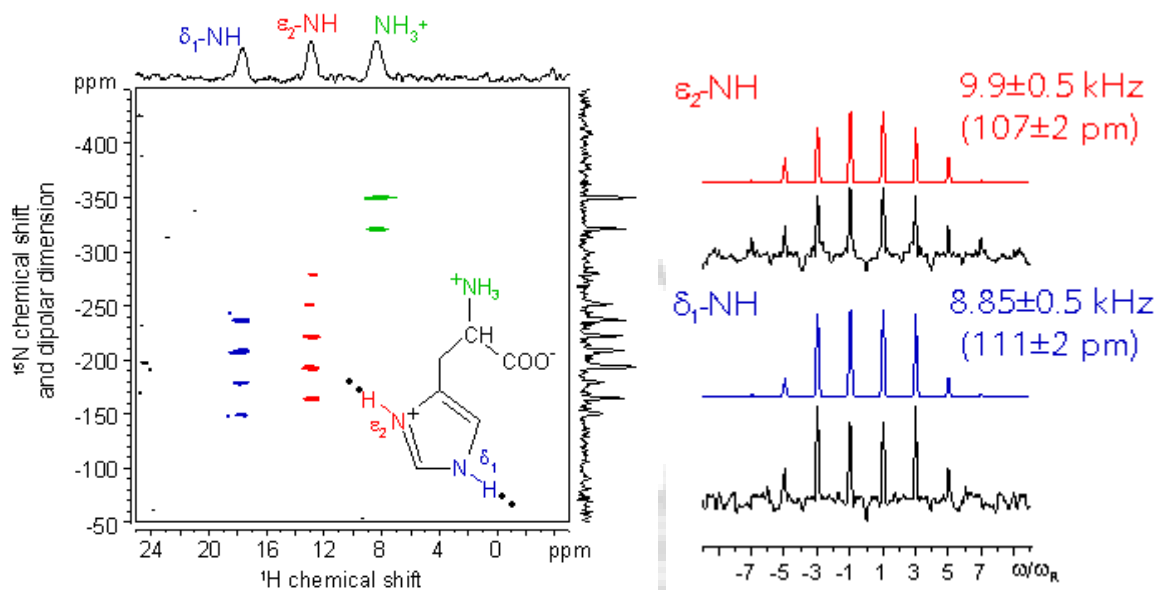 δ₁-NH
ε₂-NH
NH₃⁺
ppm
-400
-350
-300
-250
-200
-150
-100
-50
¹⁵N chemical shift
and dipolar dimension
24
20
16
12
8
4
0
ppm
¹H chemical shift
⁺NH₃
CH
COO⁻
H
N
+
ε₂
N
δ₁
H
ε₂-NH
9.9±0.5 kHz
(107±2 pm)
δ₁-NH
8.85±0.5 kHz
(111±2 pm)
-7 -5 -3 -1 1 3 5 7 ω/ω_R